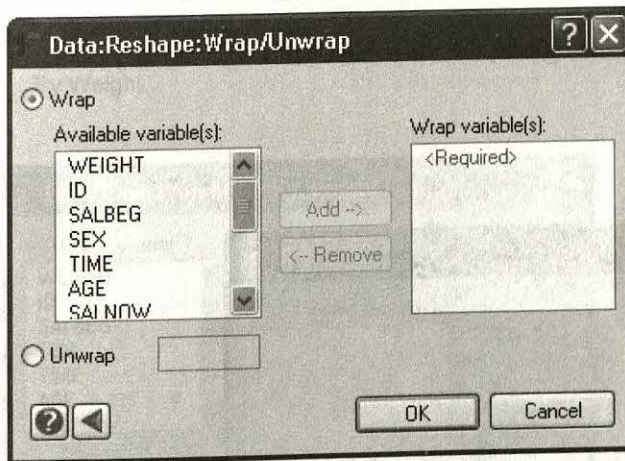 Data:Reshape:Wrap/Unwrap
Wrap
Available variable(s):
WEIGHT
ID
SALBEG
SEX
TIME
AGE
SALNOW
Add -->
<-- Remove
Wrap variable(s):
<Required>
Unwrap
OK
Cancel